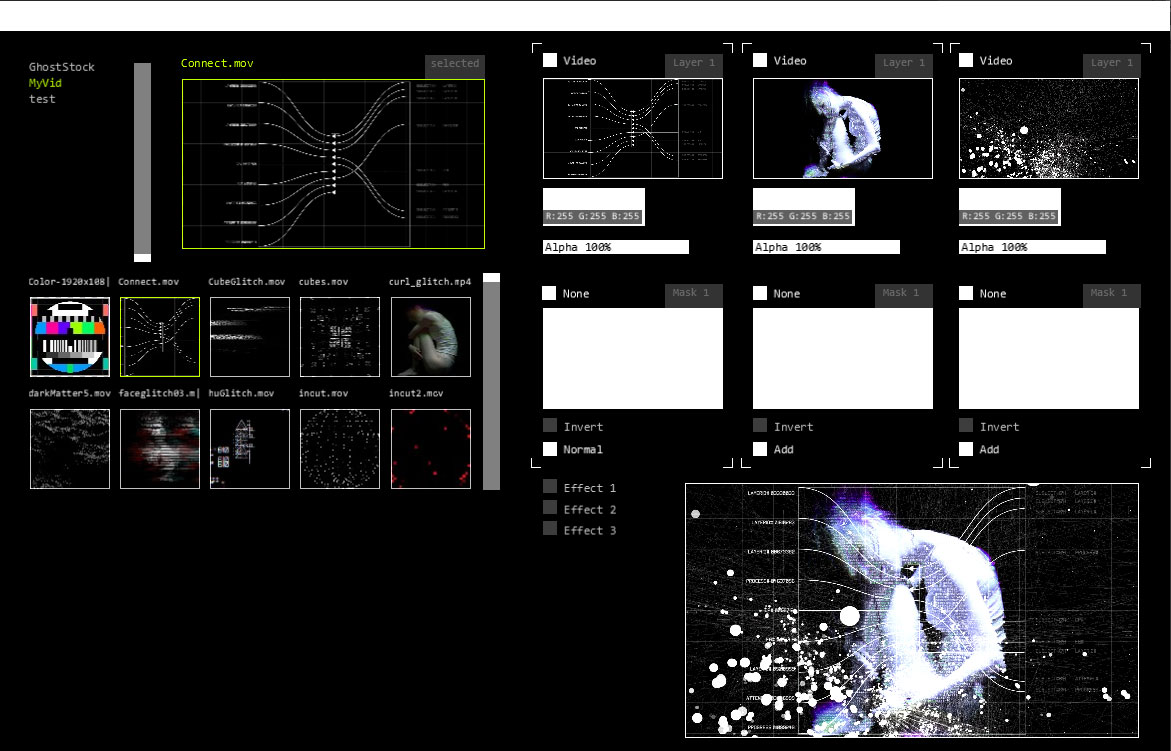 GhostStock
MyVid
test
Connect.mov
selected
Color-1920x108|
Connect.mov
CubeGlitch.mov
cubes.mov
curl_glitch.mp4
darkMatter5.mov
faceglitch03.m|
huGlitch.mov
inout.mov
inout2.mov
Video
Layer 1
R:255 G:255 B:255
Alpha 100%
None
Mask 1
Invert
Normal
Video
Layer 1
R:255 G:255 B:255
Alpha 100%
None
Mask 1
Invert
Add
Video
Layer 1
R:255 G:255 B:255
Alpha 100%
None
Mask 1
Invert
Add
Effect 1
Effect 2
Effect 3